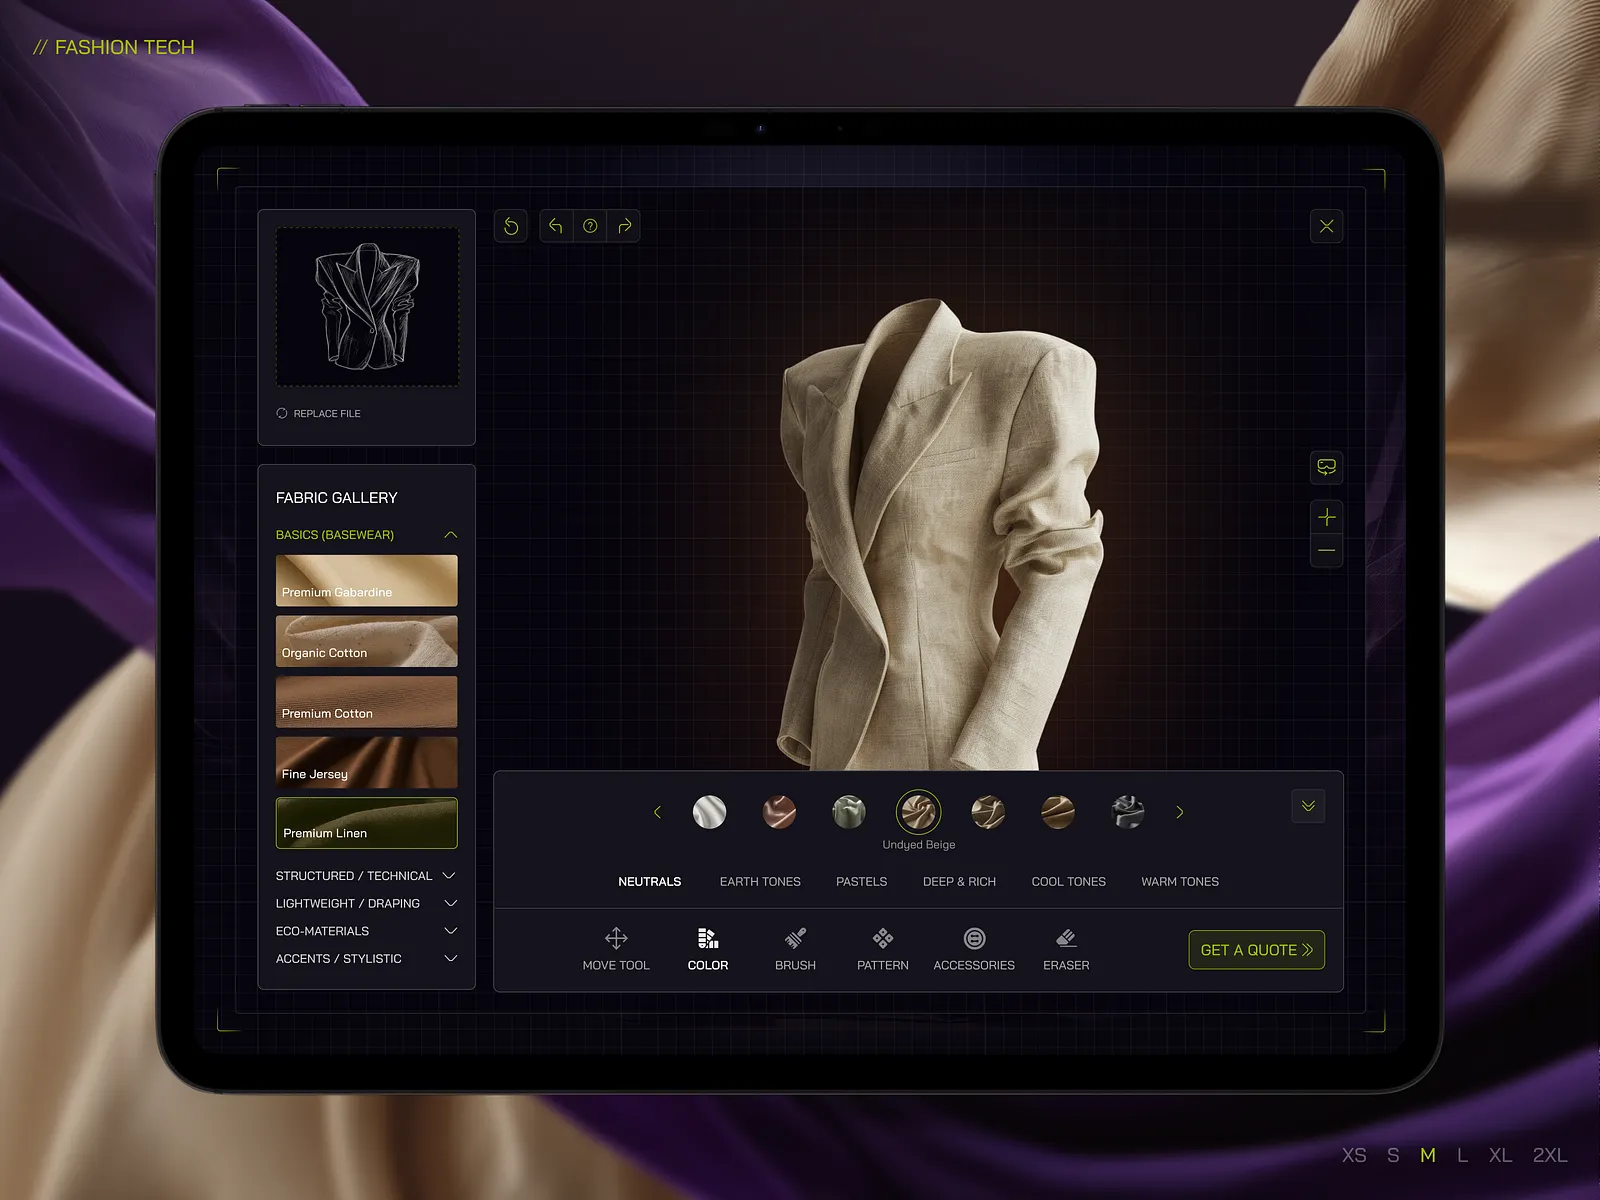 // FASHION TECH
REPLACE FILE
FABRIC GALLERY
BASICS (BASEWEAR)
Premium Gabardine
Organic Cotton
Premium Cotton
Fine Jersey
Premium Linen
STRUCTURED / TECHNICAL
LIGHTWEIGHT / DRAPING
ECO-MATERIALS
ACCENTS / STYLISTIC
Undyed Beige
NEUTRALS EARTH TONES PASTELS DEEP & RICH COOL TONES WARM TONES
MOVE TOOL COLOR BRUSH PATTERN ACCESSORIES ERASER
GET A QUOTE
XS S M L XL 2XL